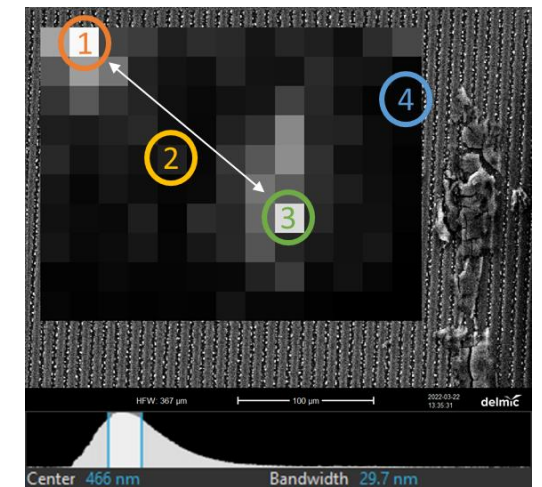 1
4
2
3
HFW: 367 µm
100 µm
2022-03-22
13.35.31
delmic
Center 466 nm
Bandwidth 29.7 nm